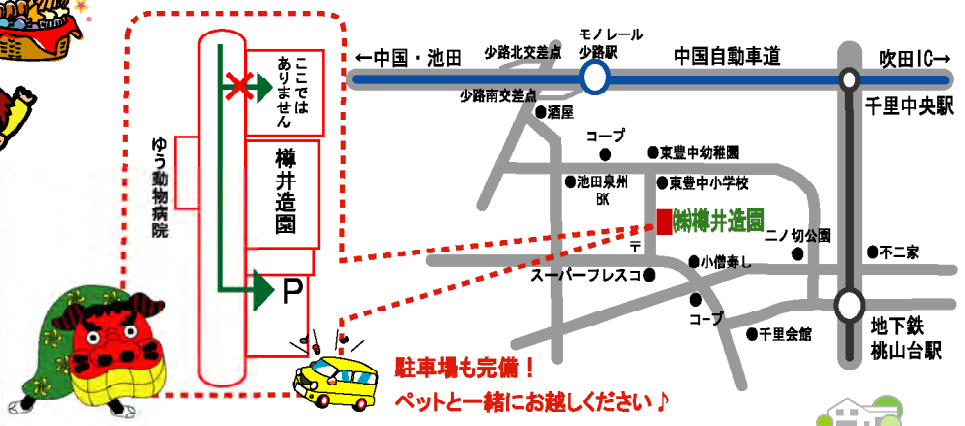 ここでは
ありません
樽井造園
P
ゆう動物病院
←中国・池田
少路北交差点
モノレール
少路駅
中国自動車道
吹田IC→
少路南交差点
千里中央駅
酒屋
コープ
東豊中幼稚園
池田泉州
BK
東豊中小学校
㈱樽井造園
〒
二ノ切公園
不二家
小僧寿し
スーパーフレスコ
コープ
千里会館
地下鉄
桃山台駅
駐車場も完備！
ペットと一緒にお越しください♪